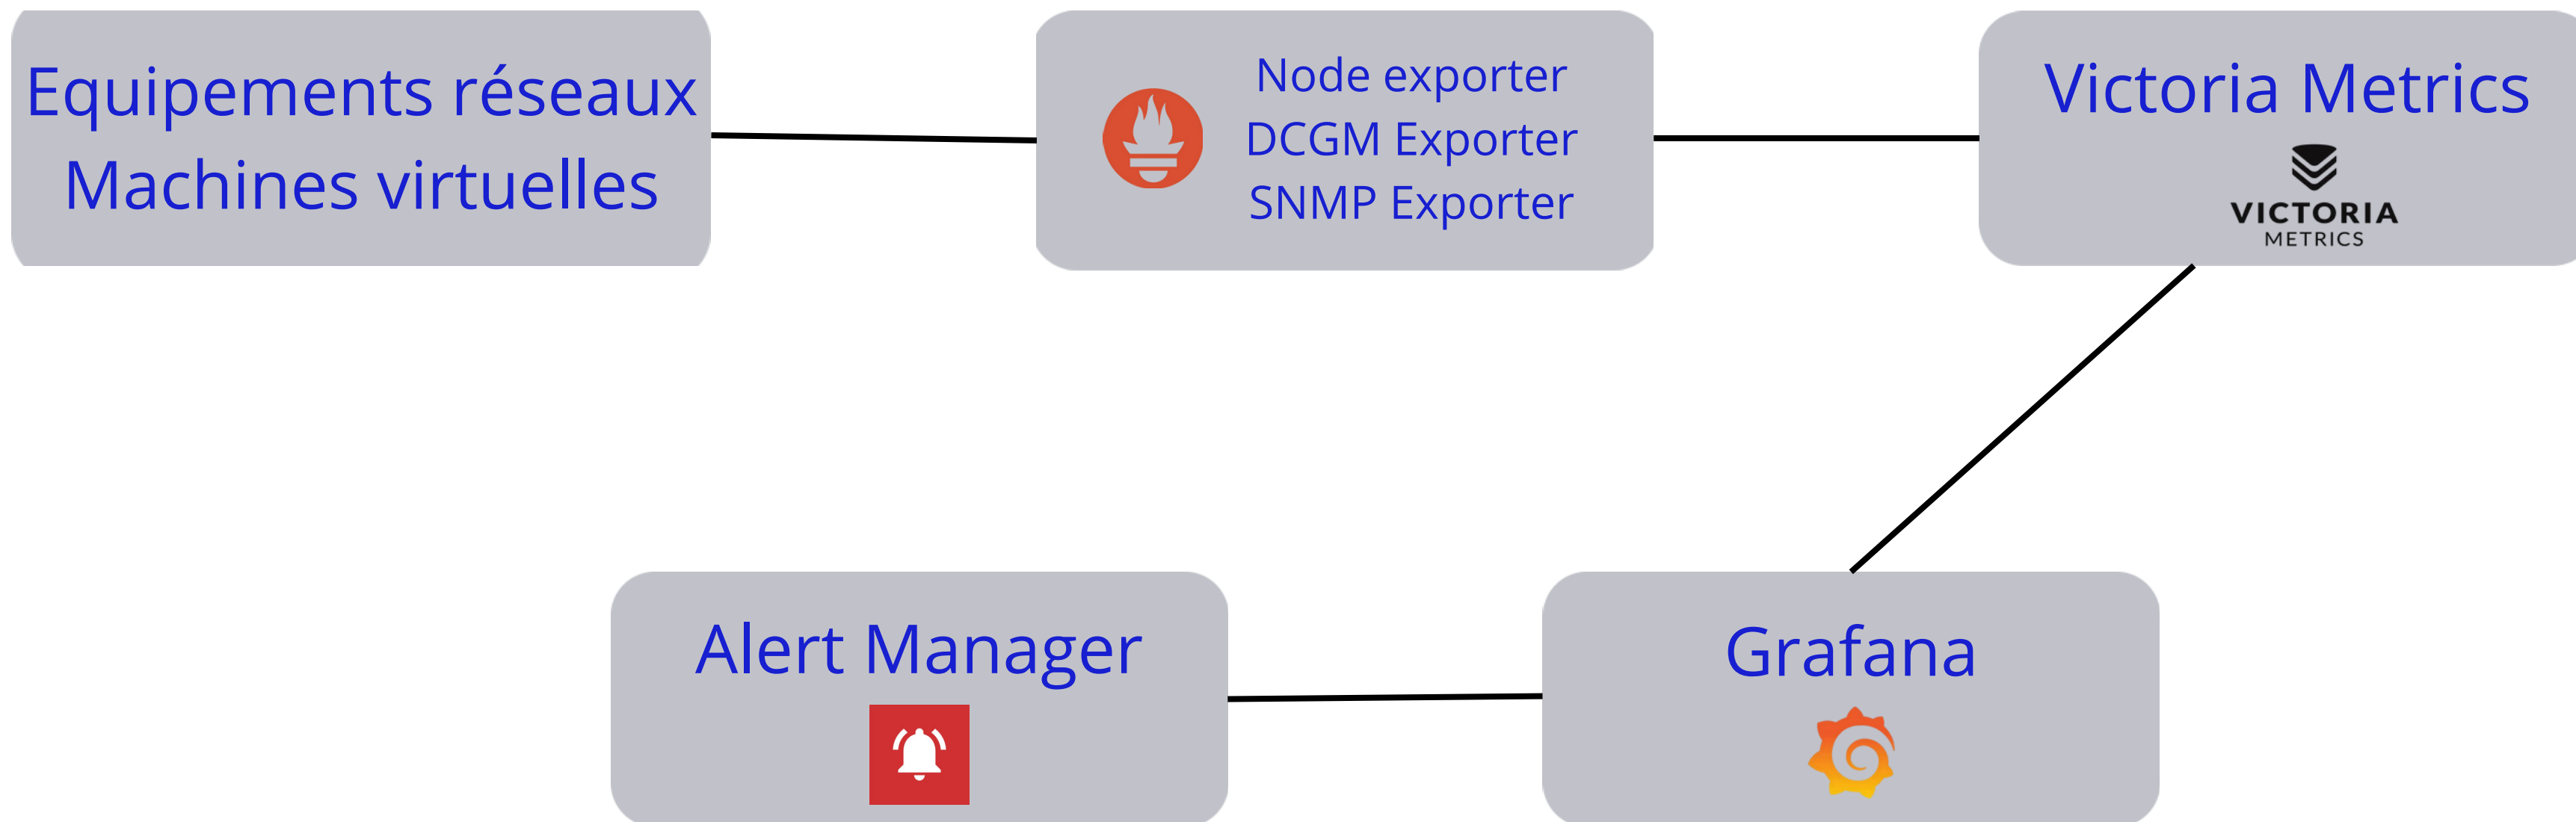 Equipements réseaux
Machines virtuelles
Node exporter
DCGM Exporter
SNMP Exporter
Victoria Metrics
VICTORIA
METRICS
Alert Manager
Grafana